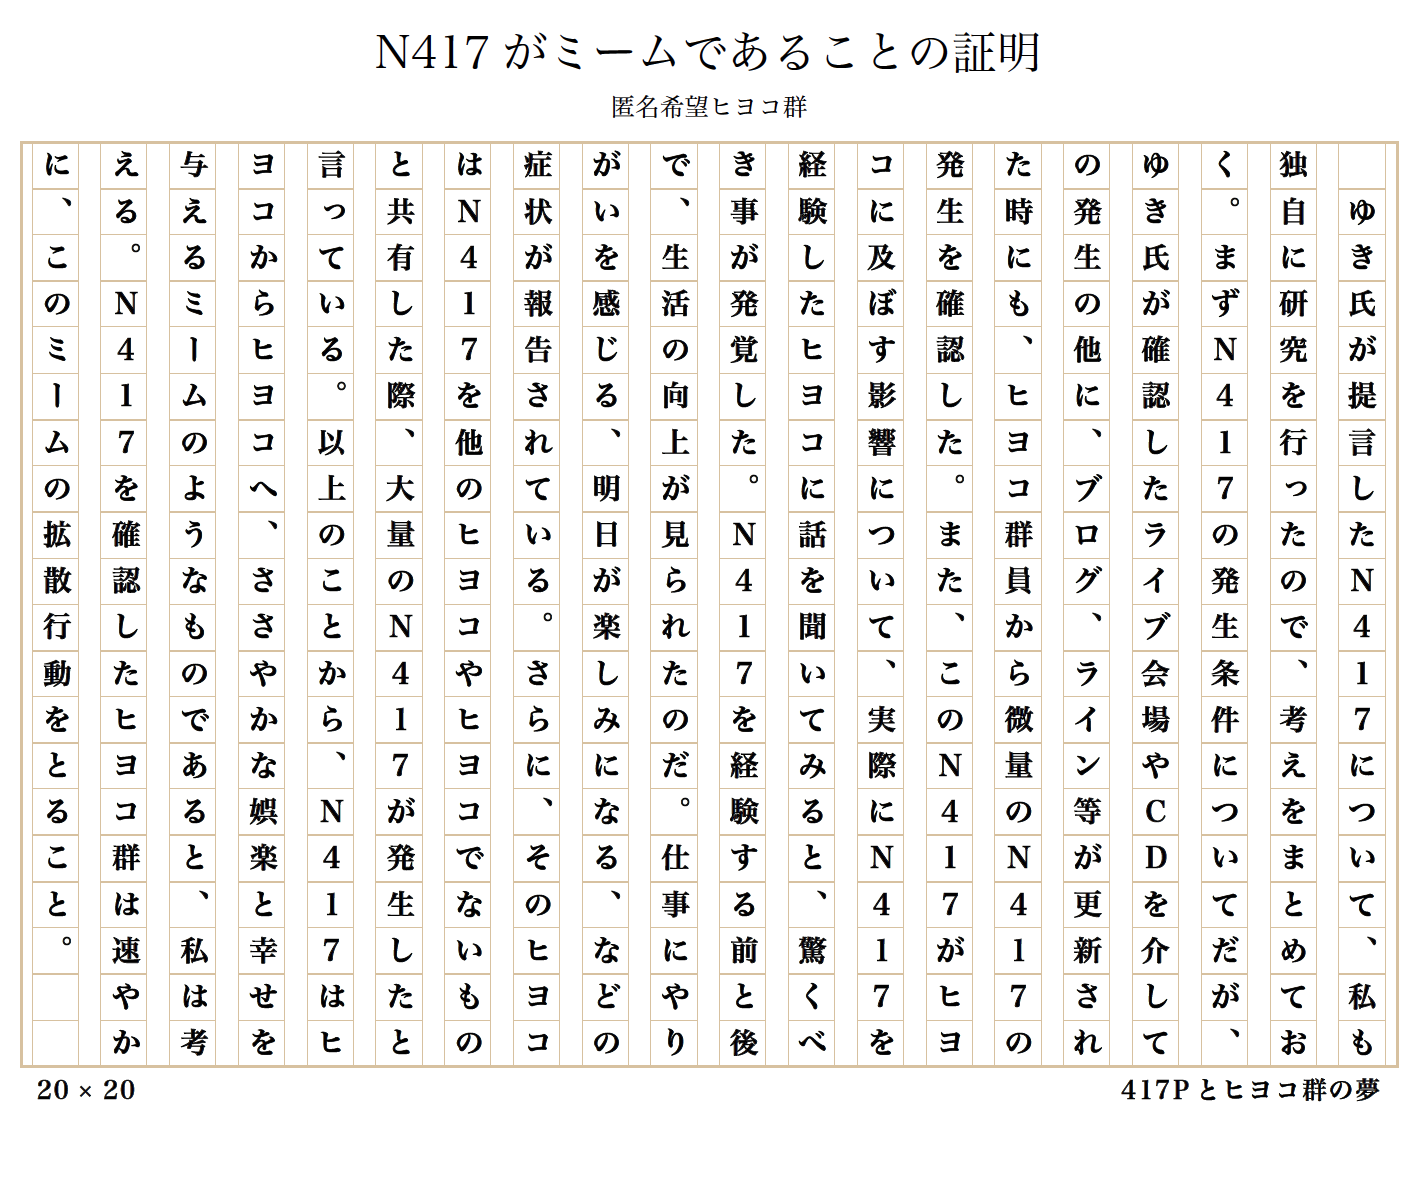 N417がミームであることの証明
匿名希望ヒヨコ群
　ゆき氏が提言したN417について、私も
独自に研究を行ったので、考えをまとめてお
く。まずN417の発生条件についてだが、
ゆき氏が確認したライブ会場やCDを介して
の発生の他に、ブログ、ライン等が更新され
た時にも、ヒヨコ群員から微量のN417の
発生を確認した。また、このN417がヒヨ
コに及ぼす影響について、実際にN417を
経験したヒヨコに話を聞いてみると、驚くべ
き事が発覚した。N417を経験する前と後
で、生活の向上が見られたのだ。仕事にやり
がいを感じる、明日が楽しみになる、などの
症状が報告されている。さらに、そのヒヨコ
はN417を他のヒヨコやヒヨコでないもの
と共有した際、大量のN417が発生したと
言っている。以上のことから、N417はヒ
ヨコからヒヨコへ、ささやかな娯楽と幸せを
与えるミームのようなものであると、私は考
える。N417を確認したヒヨコ群は速やか
に、このミームの拡散行動をとること。
20 × 20
417Pとヒヨコ群の夢